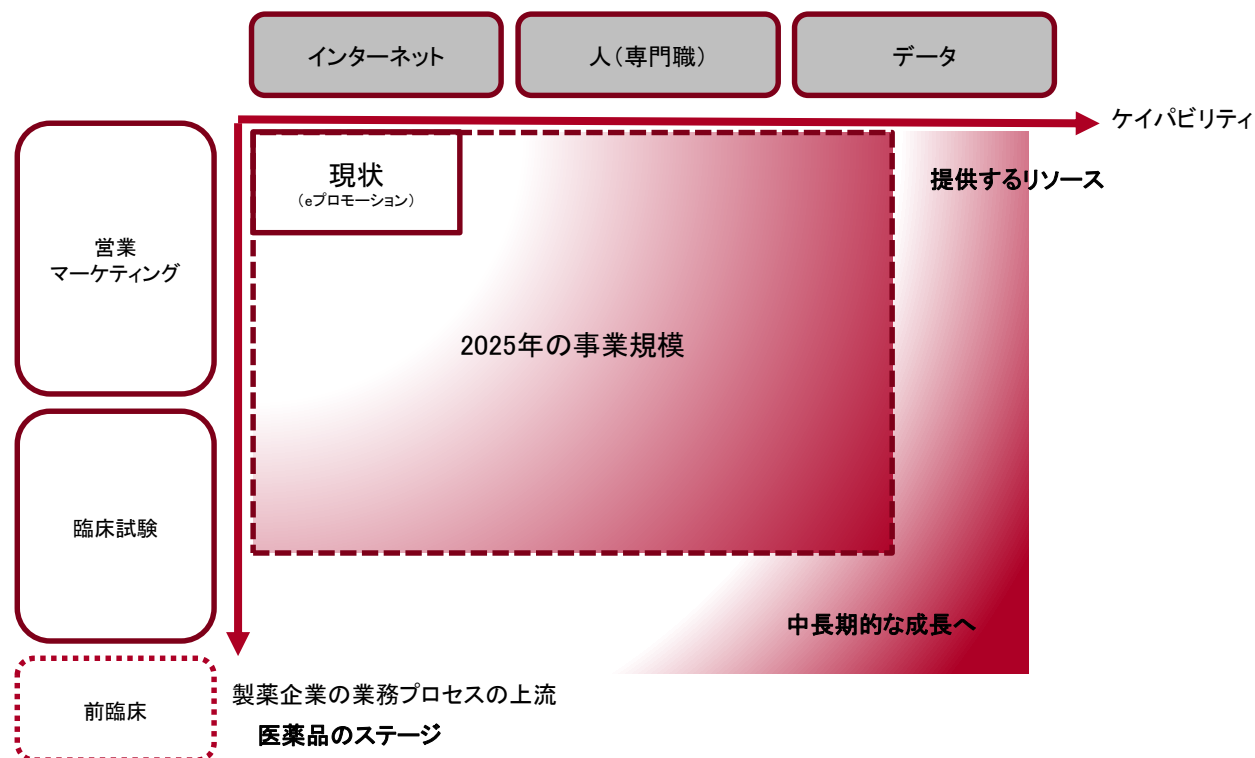 インターネット
人(専門職)
データ
ケイパビリティ
現状
(eプロモーション)
提供するリソース
営業
マーケティング
2025年の事業規模
臨床試験
中長期的な成長へ
製薬企業の業務プロセスの上流
前臨床
医薬品のステージ